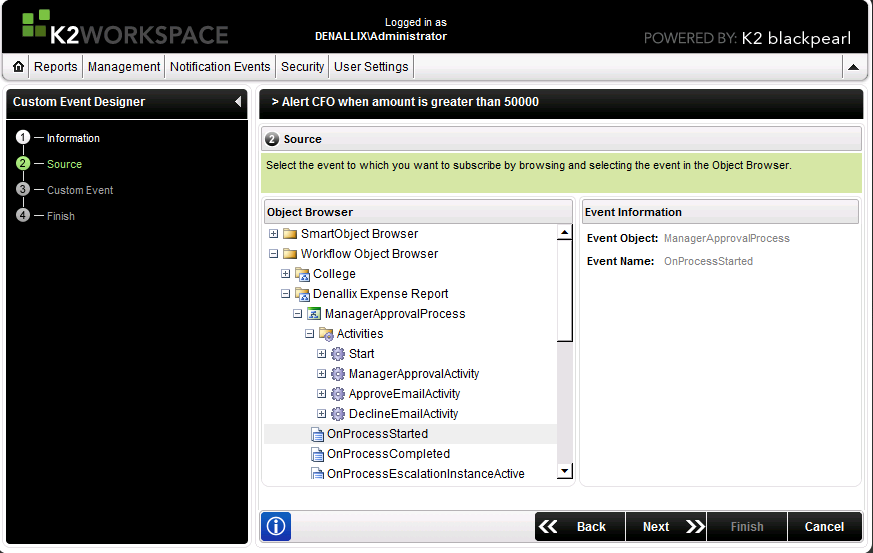 K2WORKSPACE
Logged in as
DENALLIX\Administrator
POWERED BY: K2 blackpearl
Reports
Management
Notification Events
Security
User Settings
Custom Event Designer
1 Information
2 Source
3 Custom Event
4 Finish
> Alert CFO when amount is greater than 50000
2 Source
Select the event to which you want to subscribe by browsing and selecting the event in the Object Browser.
Object Browser
SmartObject Browser
Workflow Object Browser
College
Denallix Expense Report
ManagerApprovalProcess
Activities
Start
ManagerApprovalActivity
ApproveEmailActivity
DeclineEmailActivity
OnProcessStarted
OnProcessCompleted
OnProcessEscalationInstanceActive
Event Information
Event Object: ManagerApprovalProcess
Event Name: OnProcessStarted
Back
Next
Finish
Cancel